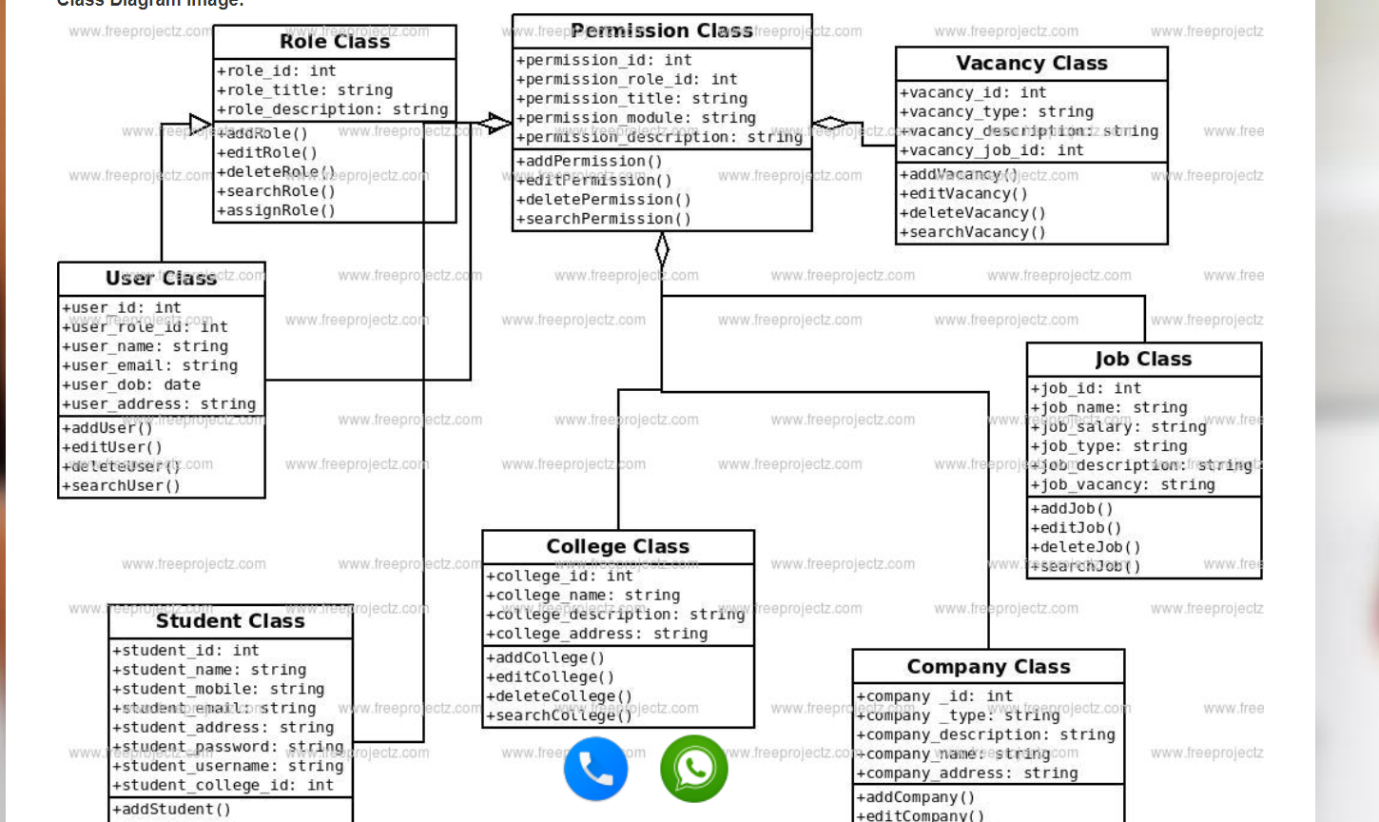 Class Diagram Image:
Role Class
+role_id: int
+role_title: string
+role_description: string
+addRole()
+editRole()
+deleteRole()
+searchRole()
+assignRole()
Permission Class
+permission_id: int
+permission_role_id: int
+permission_title: string
+permission_module: string
+permission_description: string
+addPermission()
+editPermission()
+deletePermission()
+searchPermission()
Vacancy Class
+vacancy_id: int
+vacancy_type: string
+vacancy_description: string
+vacancy_job_id: int
+addVacancy()
+editVacancy()
+deleteVacancy()
+searchVacancy()
User Class
+user_id: int
+user_role_id: int
+user_name: string
+user_email: string
+user_dob: date
+user_address: string
+addUser()
+editUser()
+deleteUser()
+searchUser()
Job Class
+job_id: int
+job_name: string
+job_salary: string
+job_type: string
+job_description: string
+job_vacancy: string
+addJob()
+editJob()
+deleteJob()
+searchJob()
College Class
+college_id: int
+college_name: string
+college_description: string
+college_address: string
+addCollege()
+editCollege()
+deleteCollege()
+searchCollege()
Student Class
+student_id: int
+student_name: string
+student_mobile: string
+student_email: string
+student_address: string
+student_password: string
+student_username: string
+student_college_id: int
+addStudent()
Company Class
+company _id: int
+company _type: string
+company_description: string
+company_name: string
+company_address: string
+addCompany()
+editCompany()
www.freeprojectz.com